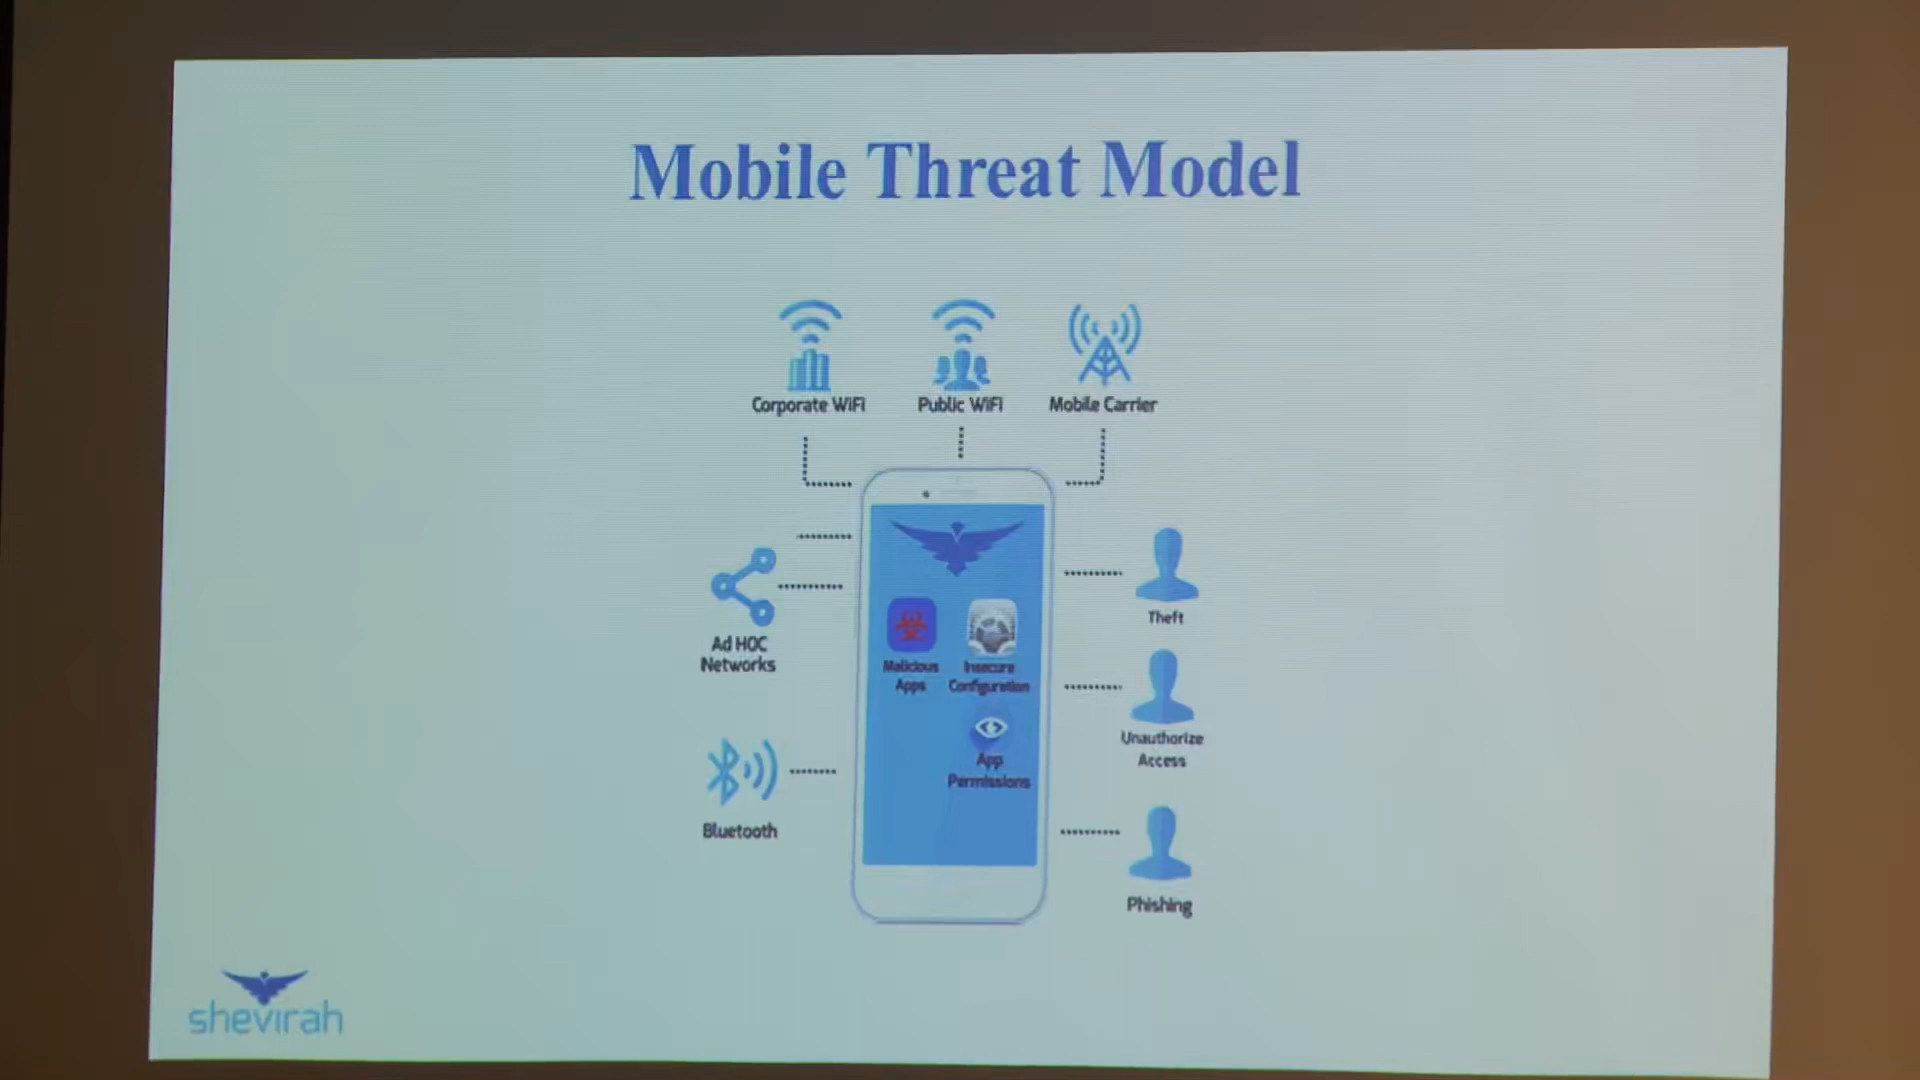 Mobile Threat Model
Corporate WiFi
Public WiFi
Mobile Carrier
Ad HOC
Networks
Bluetooth
Malicious
Apps
Insecure
Configuration
App
Permissions
Theft
Unauthorize
Access
Phishing
shevirah